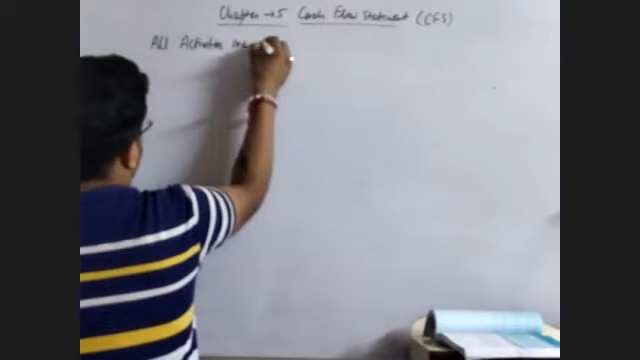 Chapter → 5 Cash Flow Statement (CFS)
All Activities